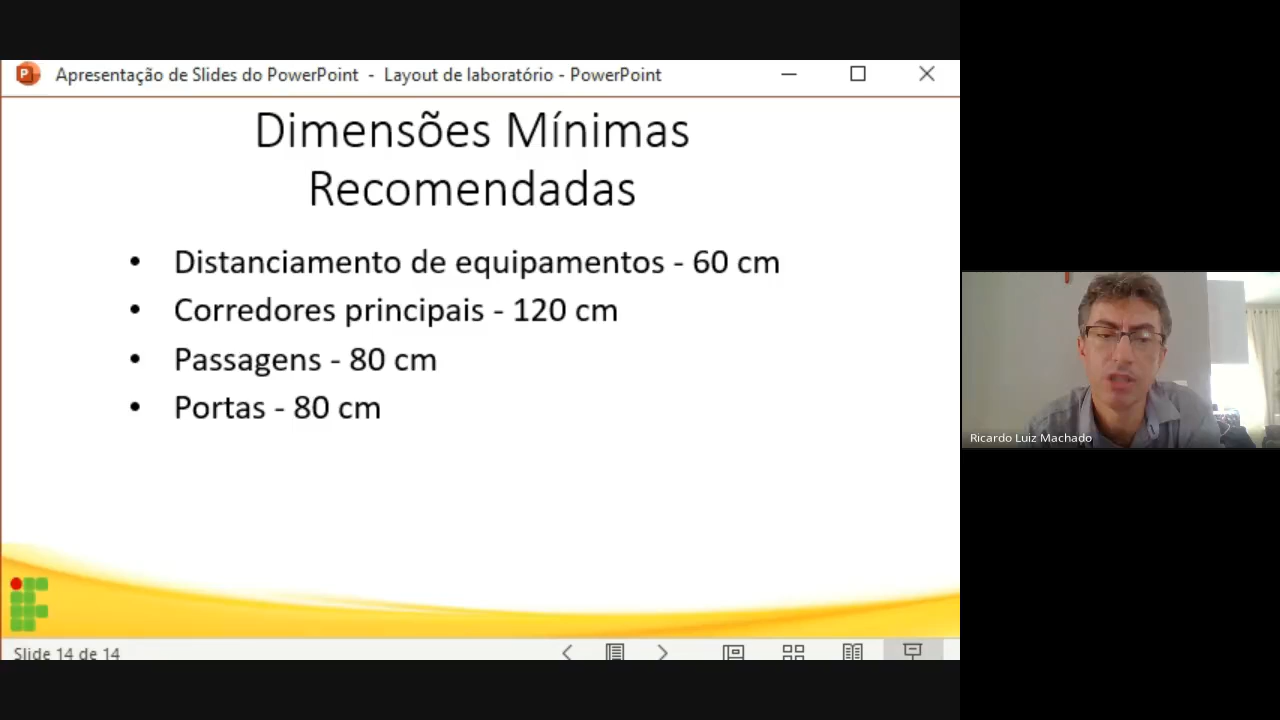 Apresentação de Slides do PowerPoint - Layout de laboratório - PowerPoint
Dimensões Mínimas
Recomendadas
• Distanciamento de equipamentos - 60 cm
• Corredores principais - 120 cm
• Passagens - 80 cm
• Portas - 80 cm
Ricardo Luiz Machado
Slide 14 de 14